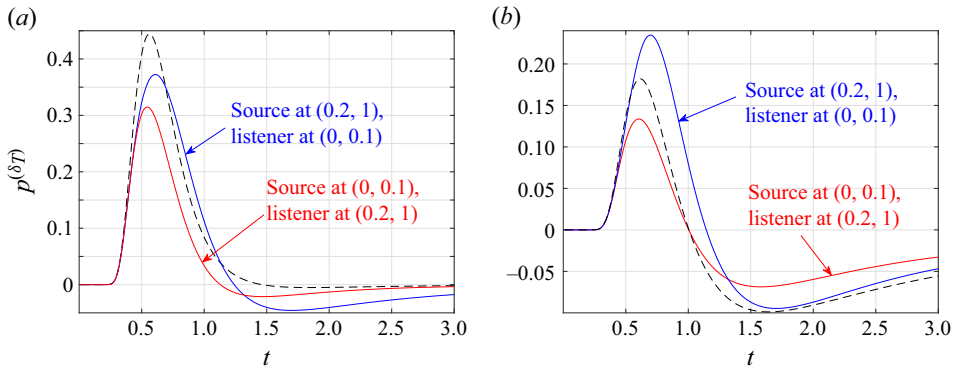 (a)
0.4
0.3
0.2
0.1
0
p(δT)
Source at (0.2, 1),
listener at (0, 0.1)
Source at (0, 0.1),
listener at (0.2, 1)
0.5 1.0 1.5 2.0 2.5 3.0
t
(b)
0.20
0.15
0.10
0.05
0
−0.05
Source at (0.2, 1),
listener at (0, 0.1)
Source at (0, 0.1),
listener at (0.2, 1)
0.5 1.0 1.5 2.0 2.5 3.0
t